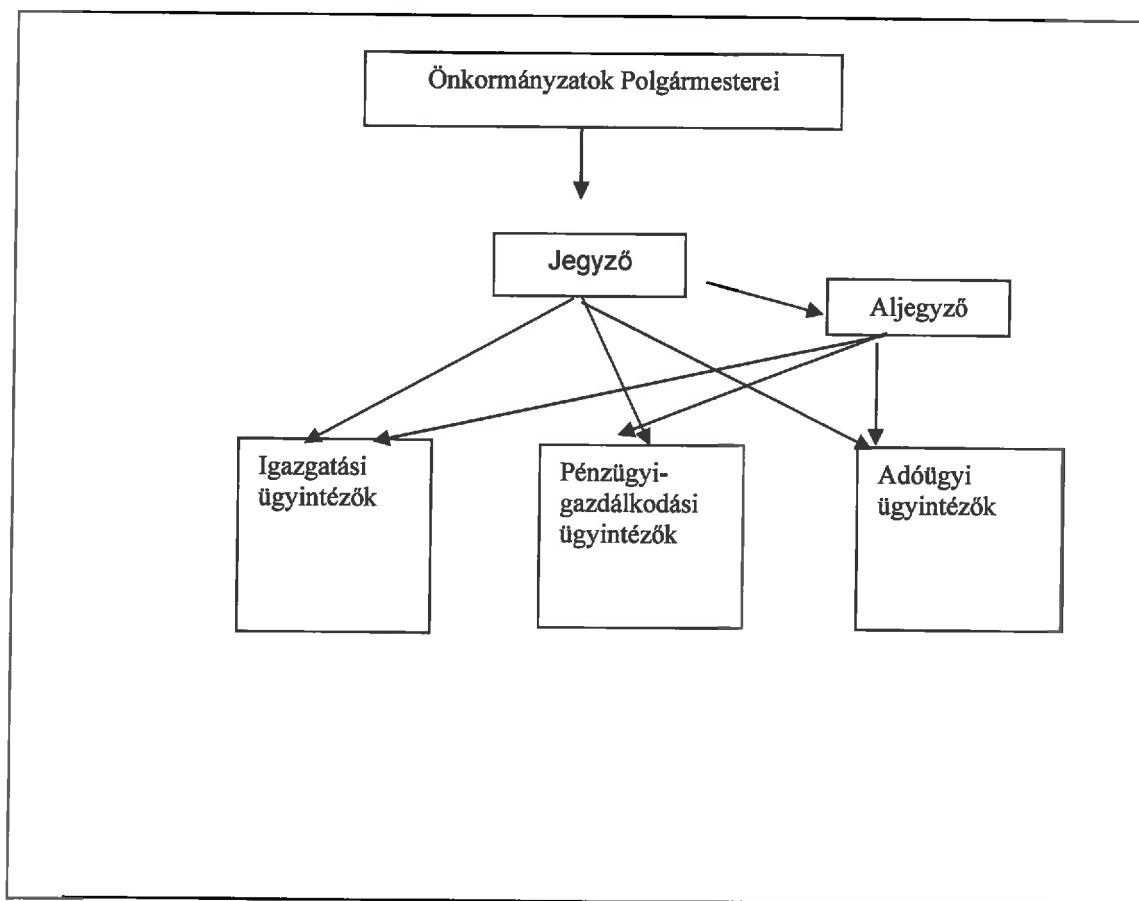 Önkormányzatok Polgármesterei
Jegyző
Aljegyző
Igazgatási
ügyintézők
Pénzügyi-
gazdálkodási
ügyintézők
Adóügyi
ügyintézők